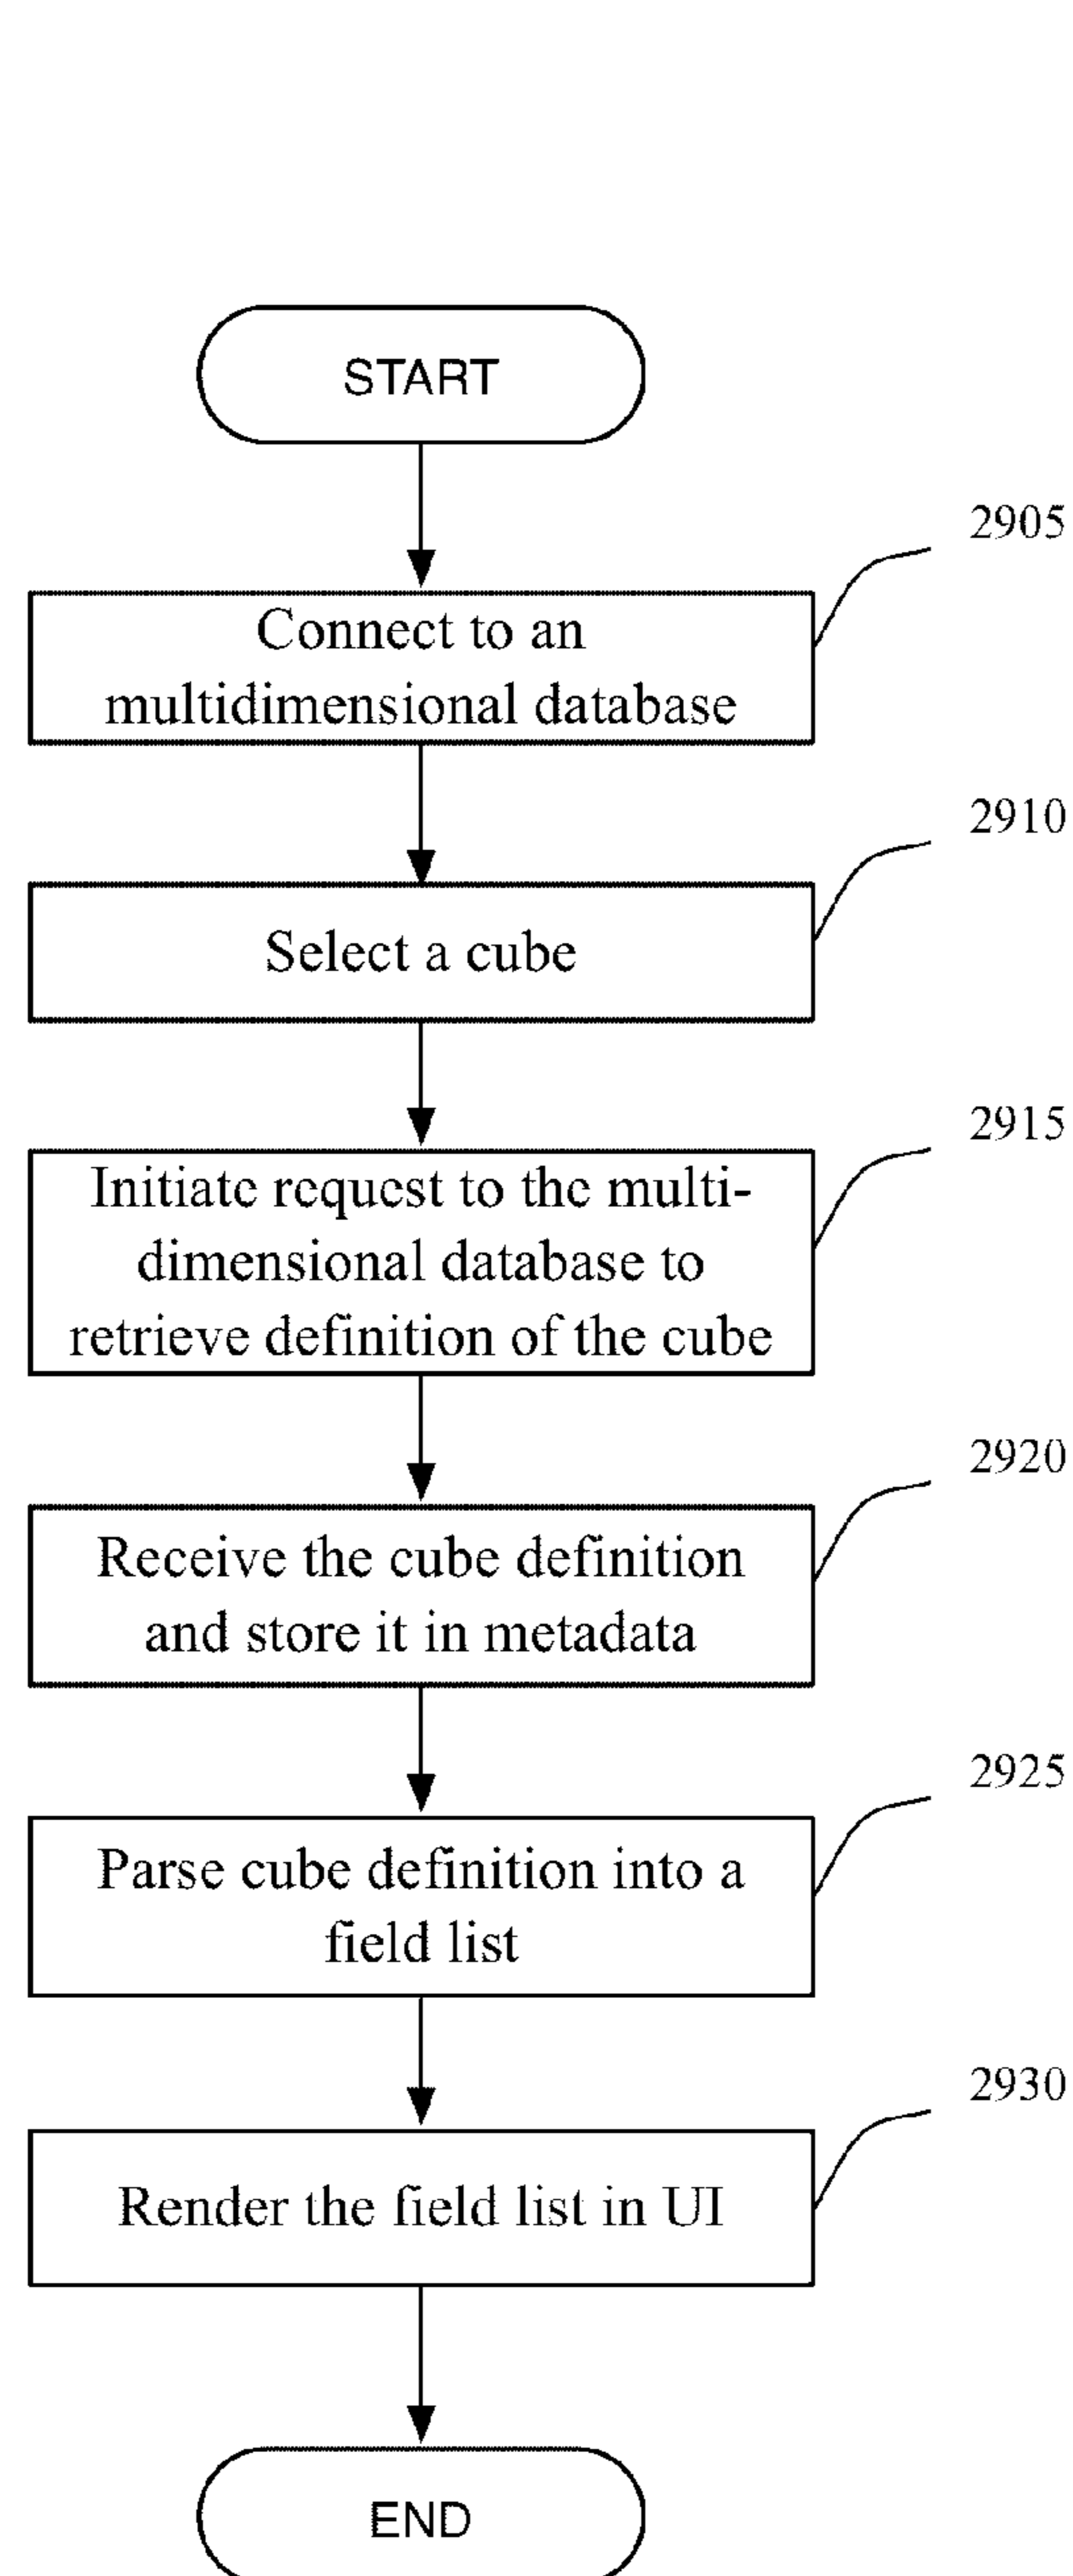 START
2905
Connect to an
multidimensional database
2910
Select a cube
2915
Initiate request to the multi-
dimensional database to
retrieve definition of the cube
2920
Receive the cube definition
and store it in metadata
2925
Parse cube definition into a
field list
2930
Render the field list in UI
END